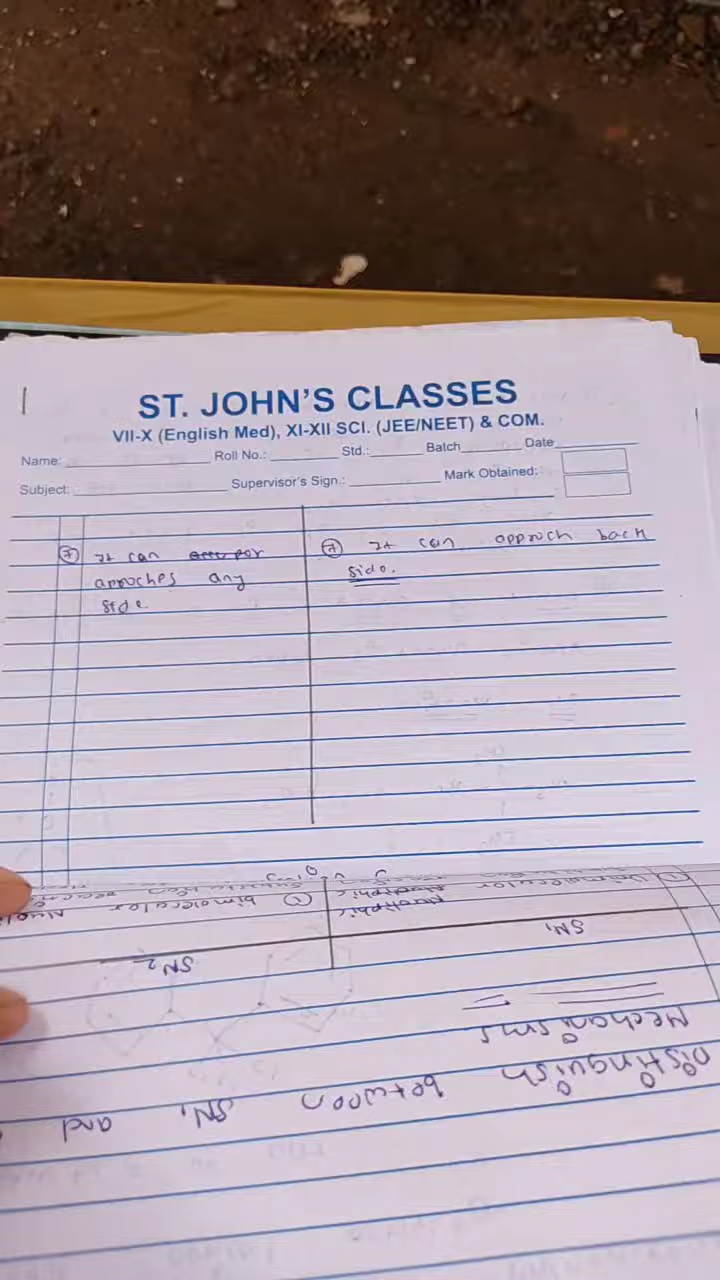 ST. JOHN'S CLASSES
VII-X (English Med), XI-XII SCI. (JEE/NEET) & COM.
Name: Roll No.: Std.: Batch Date
Subject: Supervisor's Sign.: Mark Obtained:
⑦ It can
aproches any
side.
⑦ It can approch back
side.
Distinguish between SN1 and
Mechanisms
SN1
SN2
① Unimolecular
① bimolecular